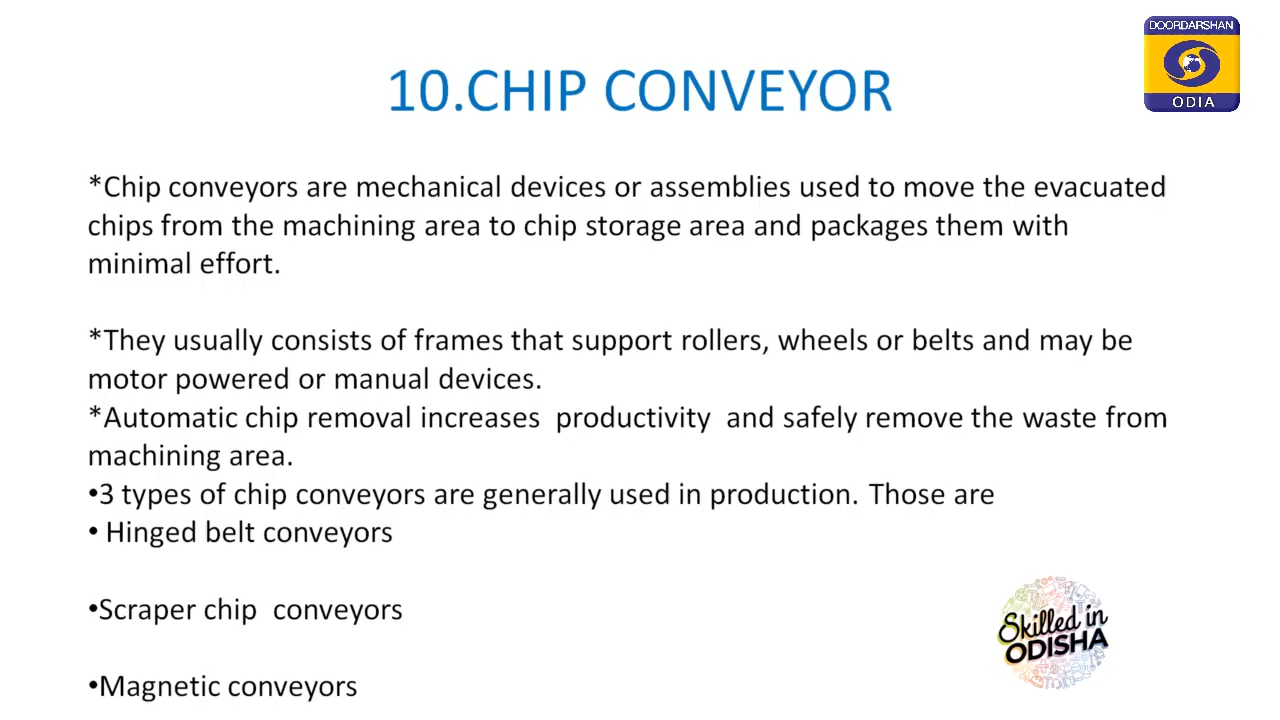 DOORDARSHAN
ODIA
10.CHIP CONVEYOR
*Chip conveyors are mechanical devices or assemblies used to move the evacuated
chips from the machining area to chip storage area and packages them with
minimal effort.
*They usually consists of frames that support rollers, wheels or belts and may be
motor powered or manual devices.
*Automatic chip removal increases  productivity  and safely remove the waste from
machining area.
•3 types of chip conveyors are generally used in production. Those are
• Hinged belt conveyors
•Scraper chip  conveyors
•Magnetic conveyors
Skilled in
ODISHA